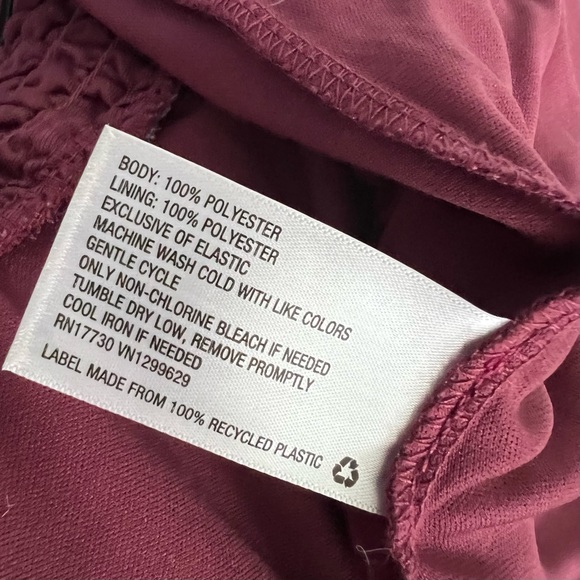 BODY: 100% POLYESTER
LINING: 100% POLYESTER
EXCLUSIVE OF ELASTIC
MACHINE WASH COLD WITH LIKE COLORS
GENTLE CYCLE
ONLY NON-CHLORINE BLEACH IF NEEDED
TUMBLE DRY LOW, REMOVE PROMPTLY
COOL IRON IF NEEDED
RN17730 VN1299629
LABEL MADE FROM 100% RECYCLED PLASTIC